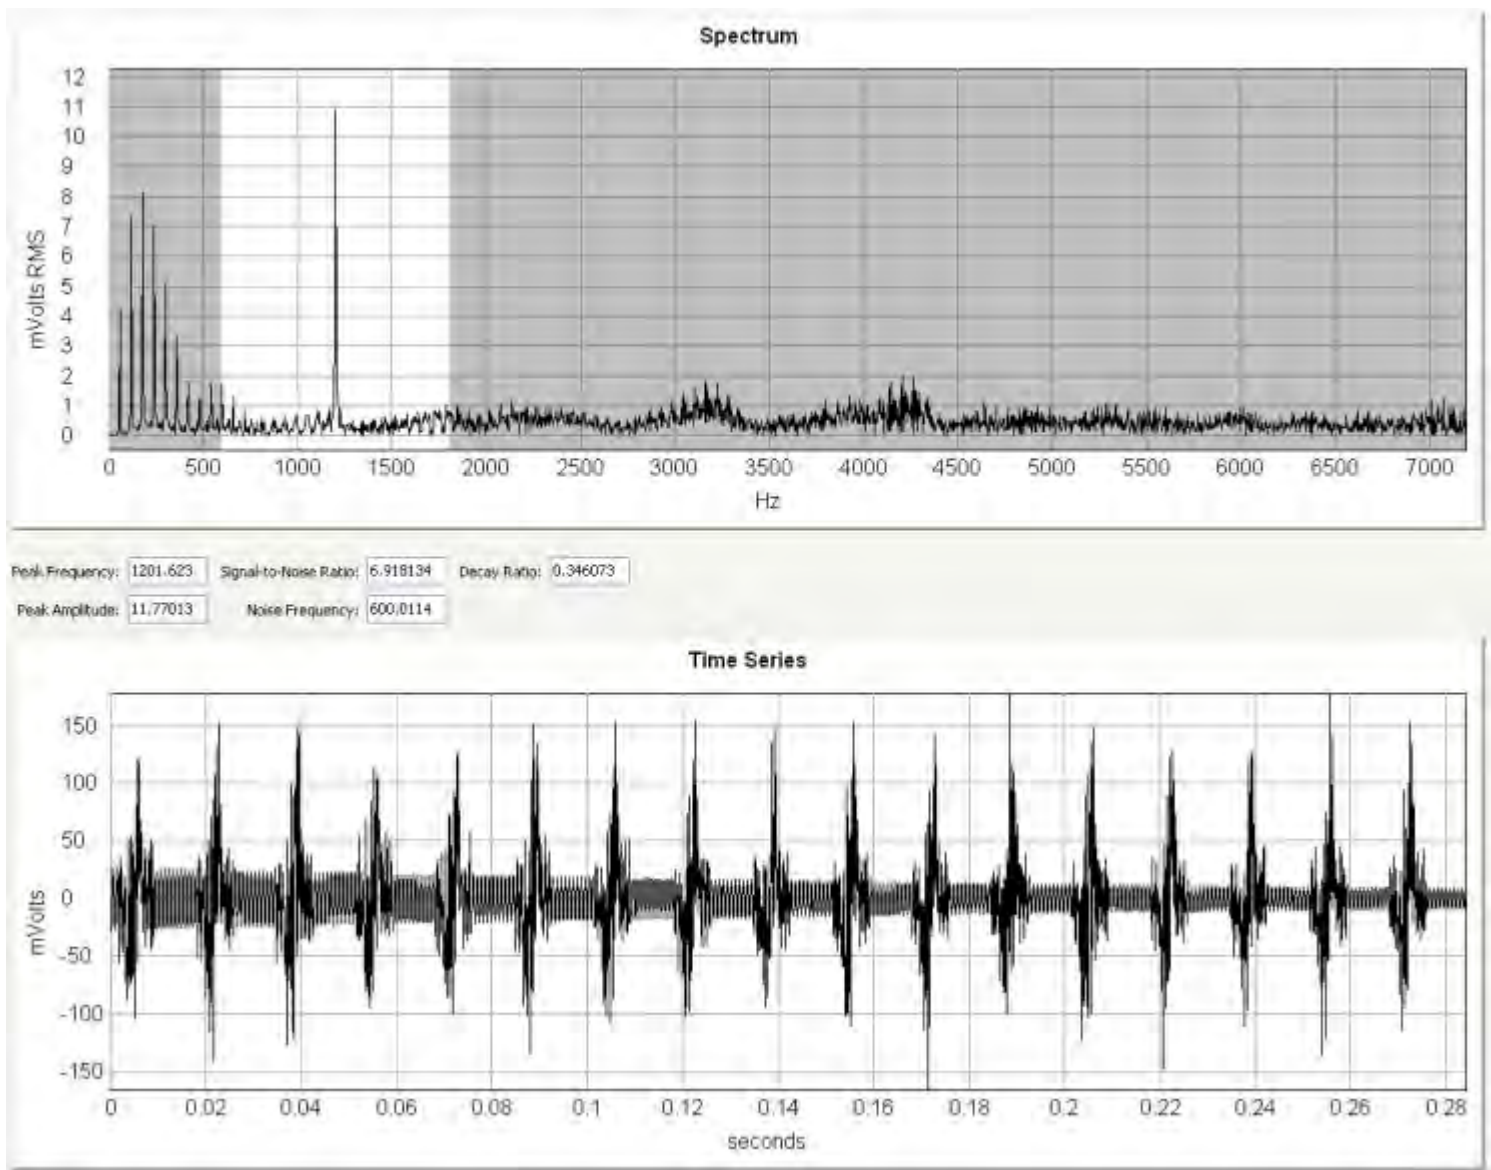 Spectrum
12
11
10
9
8
7
6
5
4
3
2
1
0
mVolts RMS
0 500 1000 1500 2000 2500 3000 3500 4000 4500 5000 5500 6000 6500 7000
Hz
Peak Frequency: 1201.623 Signal-to-Noise Ratio: 6.918134 Decay Ratio: 0.346073
Peak Amplitude: 11.77013 Noise Frequency: 600.0114
Time Series
150
100
50
0
-50
-100
-150
mVolts
0 0.02 0.04 0.06 0.08 0.1 0.12 0.14 0.16 0.18 0.2 0.22 0.24 0.26 0.28
seconds